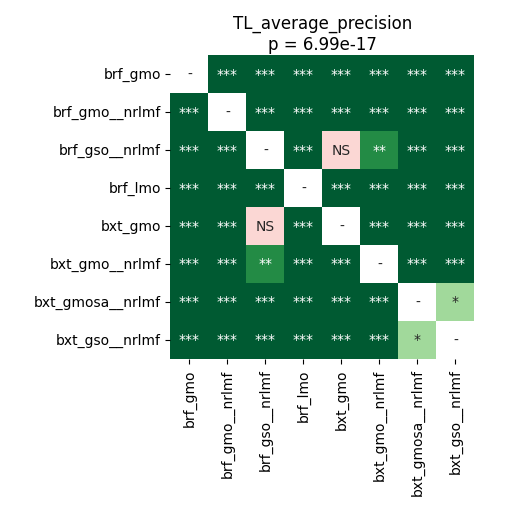 TL_average_precision
p = 6.99e-17
brf_gmo - *** *** *** *** *** *** ***
brf_gmo__nrlmf *** - *** *** *** *** *** ***
brf_gso__nrlmf *** *** - *** NS ** *** ***
brf_lmo *** *** *** - *** *** *** ***
bxt_gmo *** *** NS *** - *** *** ***
bxt_gmo__nrlmf *** *** ** *** *** - *** ***
bxt_gmosa__nrlmf *** *** *** *** *** *** - *
bxt_gso__nrlmf *** *** *** *** *** *** * -
brf_gmo
brf_gmo__nrlmf
brf_gso__nrlmf
brf_lmo
bxt_gmo
bxt_gmo__nrlmf
bxt_gmosa__nrlmf
bxt_gso__nrlmf